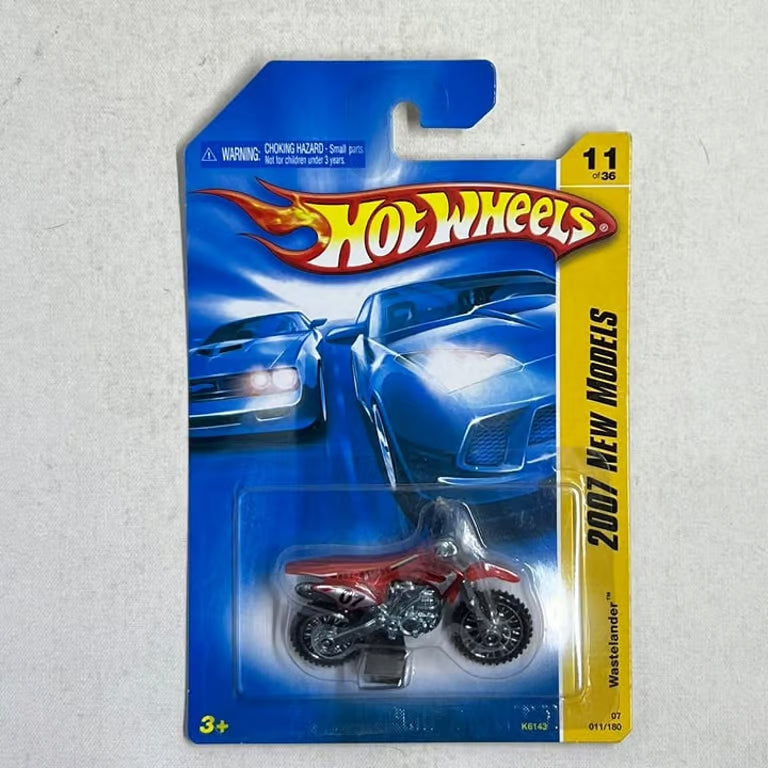 WARNING: CHOKING HAZARD - Small parts
Not for children under 3 years.
11
of 36
HOT WHEELS®
2007 NEW MODELS
Wastelander™
07
3+
K6143
07
011/180